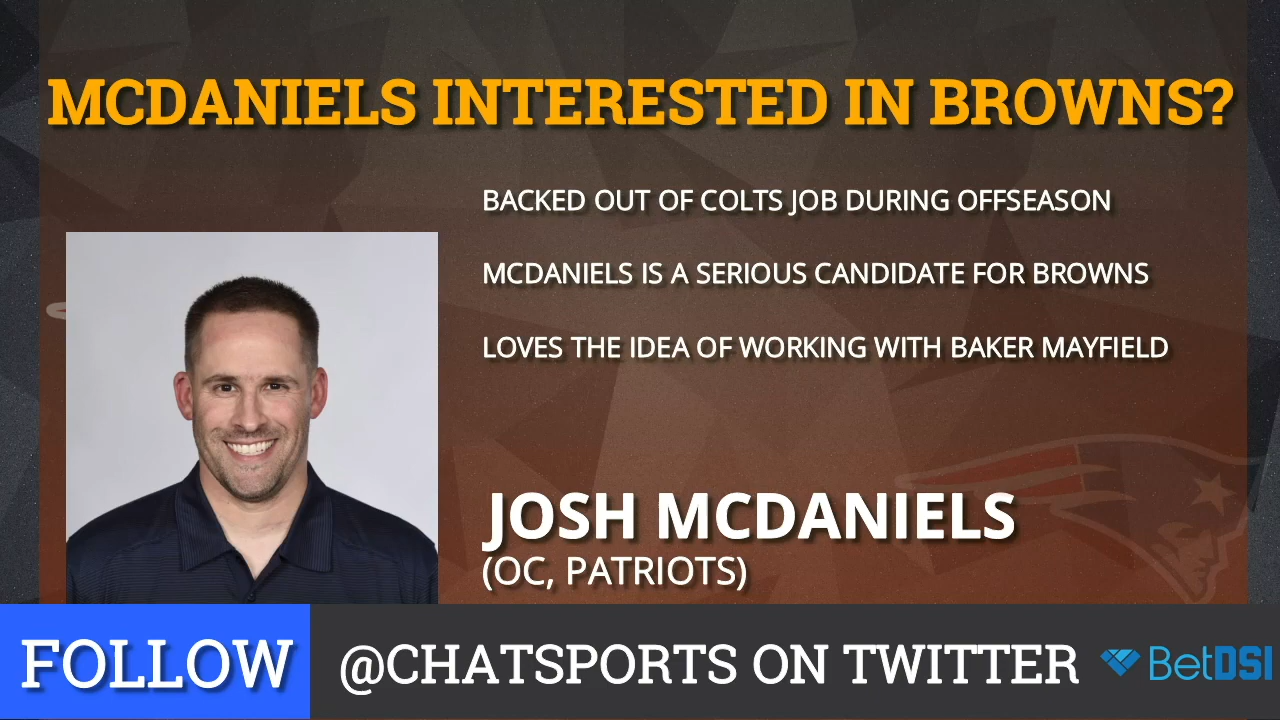 MCDANIELS INTERESTED IN BROWNS?
BACKED OUT OF COLTS JOB DURING OFFSEASON
MCDANIELS IS A SERIOUS CANDIDATE FOR BROWNS
LOVES THE IDEA OF WORKING WITH BAKER MAYFIELD
JOSH MCDANIELS
(OC, PATRIOTS)
FOLLOW @CHATSPORTS ON TWITTER BetDSI